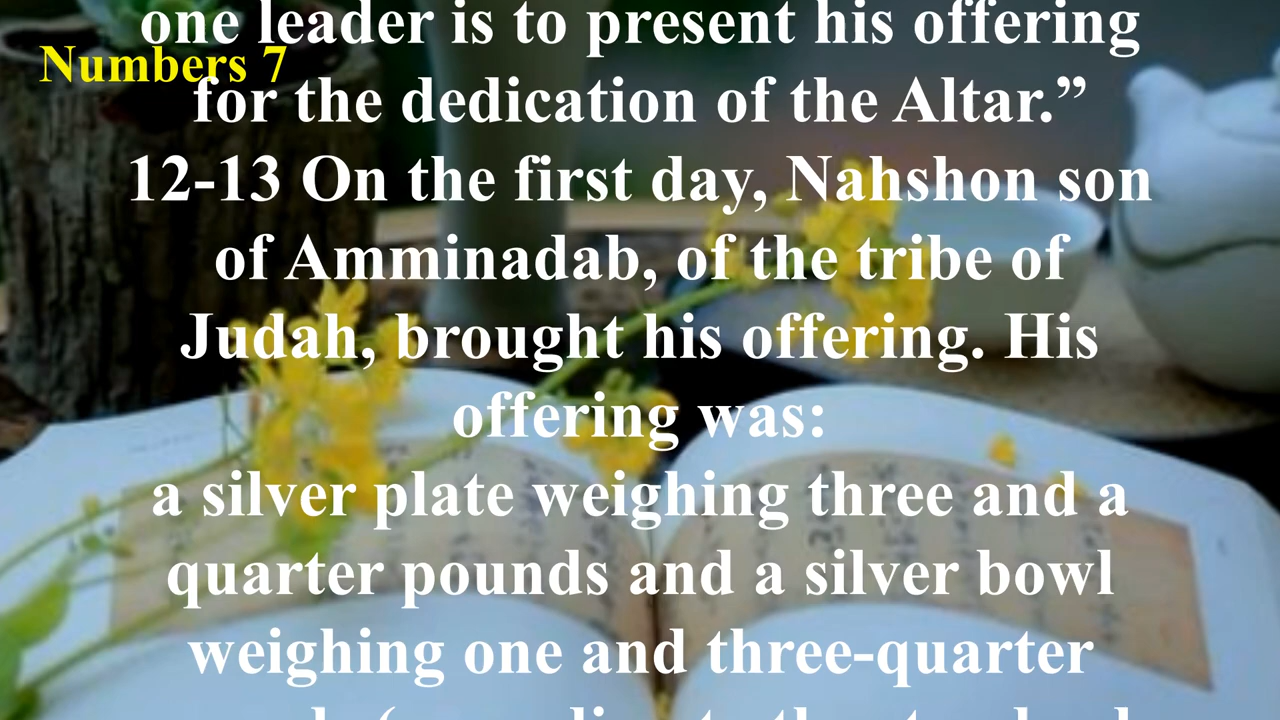 one leader is to present his offering
Numbers 7
for the dedication of the Altar.”
12-13 On the first day, Nahshon son
of Amminadab, of the tribe of
Judah, brought his offering. His
offering was:
a silver plate weighing three and a
quarter pounds and a silver bowl
weighing one and three-quarter